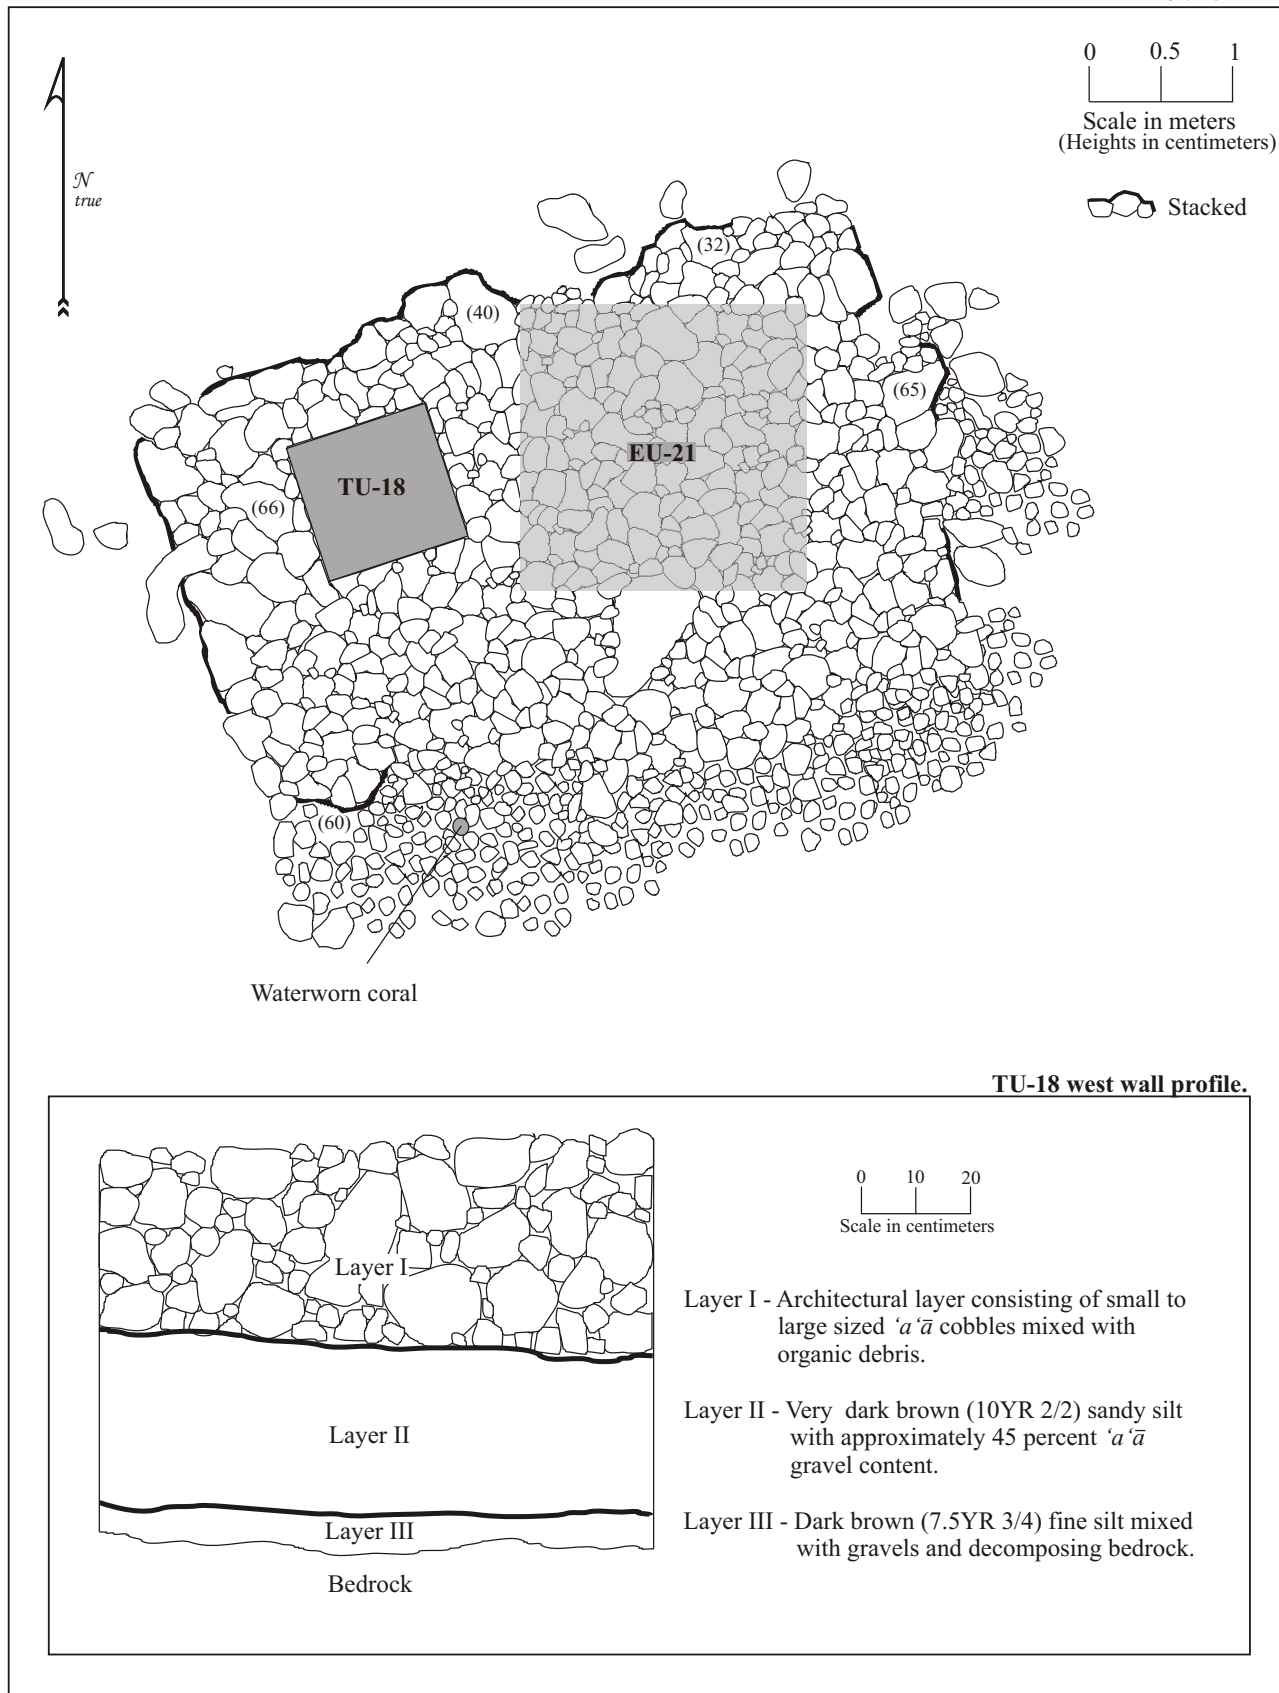 0 0.5 1
Scale in meters
(Heights in centimeters)
N
true
Stacked
(32)
(40)
(65)
EU-21
TU-18
(66)
(60)
Waterworn coral
TU-18 west wall profile.
0 10 20
Scale in centimeters
Layer I
Layer II
Layer III
Bedrock
Layer I - Architectural layer consisting of small to
large sized ‘a‘ā cobbles mixed with
organic debris.
Layer II - Very dark brown (10YR 2/2) sandy silt
with approximately 45 percent ‘a‘ā
gravel content.
Layer III - Dark brown (7.5YR 3/4) fine silt mixed
with gravels and decomposing bedrock.